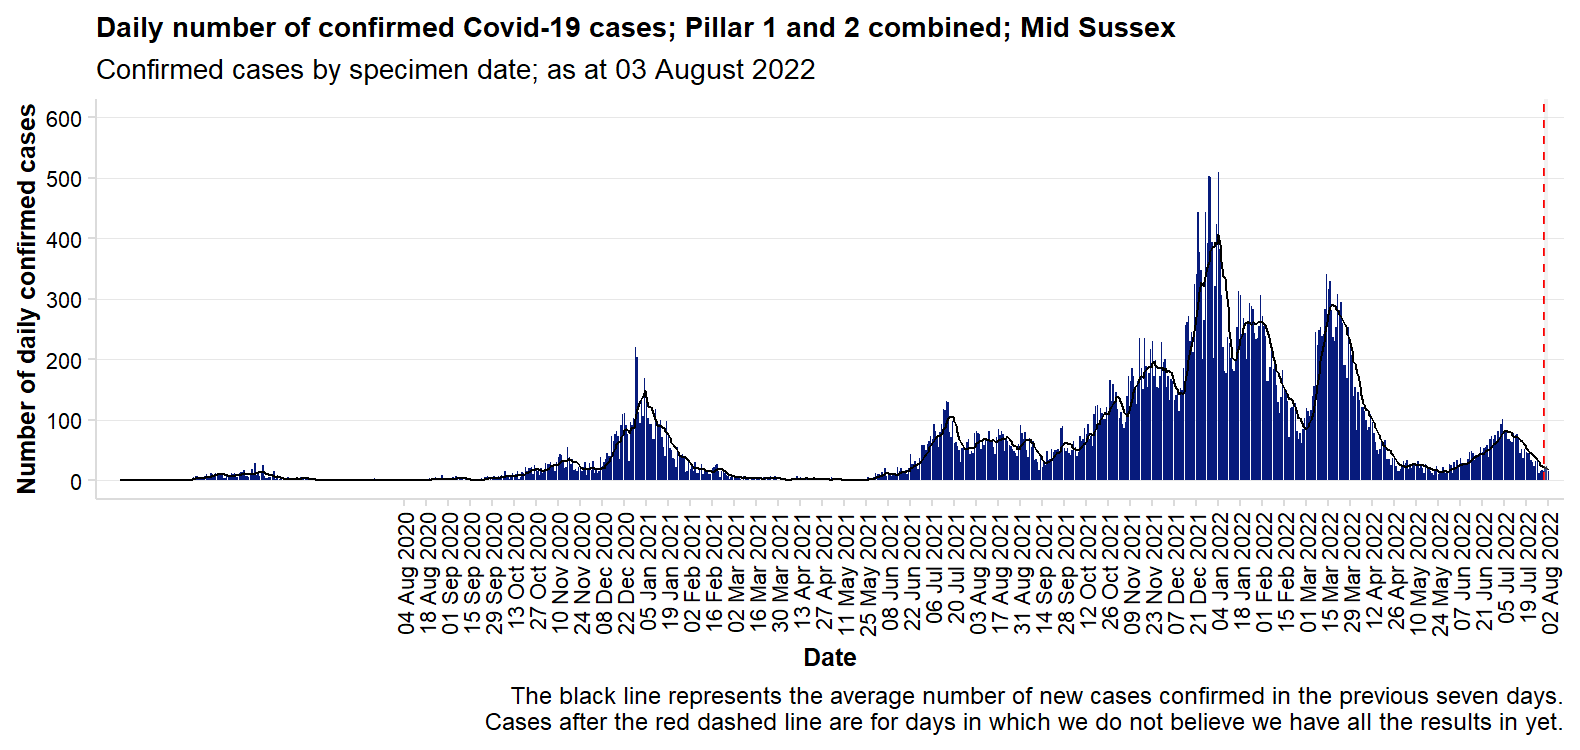 Daily number of confirmed Covid-19 cases; Pillar 1 and 2 combined; Mid Sussex
Confirmed cases by specimen date; as at 03 August 2022
Number of daily confirmed cases
600
500
400
300
200
100
0
04 Aug 2020
18 Aug 2020
01 Sep 2020
15 Sep 2020
29 Sep 2020
13 Oct 2020
27 Oct 2020
10 Nov 2020
24 Nov 2020
08 Dec 2020
22 Dec 2020
05 Jan 2021
19 Jan 2021
02 Feb 2021
16 Feb 2021
02 Mar 2021
16 Mar 2021
30 Mar 2021
13 Apr 2021
27 Apr 2021
11 May 2021
25 May 2021
08 Jun 2021
22 Jun 2021
06 Jul 2021
20 Jul 2021
03 Aug 2021
17 Aug 2021
31 Aug 2021
14 Sep 2021
28 Sep 2021
12 Oct 2021
26 Oct 2021
09 Nov 2021
23 Nov 2021
07 Dec 2021
21 Dec 2021
04 Jan 2022
18 Jan 2022
01 Feb 2022
15 Feb 2022
01 Mar 2022
15 Mar 2022
29 Mar 2022
12 Apr 2022
26 Apr 2022
10 May 2022
24 May 2022
07 Jun 2022
21 Jun 2022
05 Jul 2022
19 Jul 2022
02 Aug 2022
Date
The black line represents the average number of new cases confirmed in the previous seven days.
Cases after the red dashed line are for days in which we do not believe we have all the results in yet.